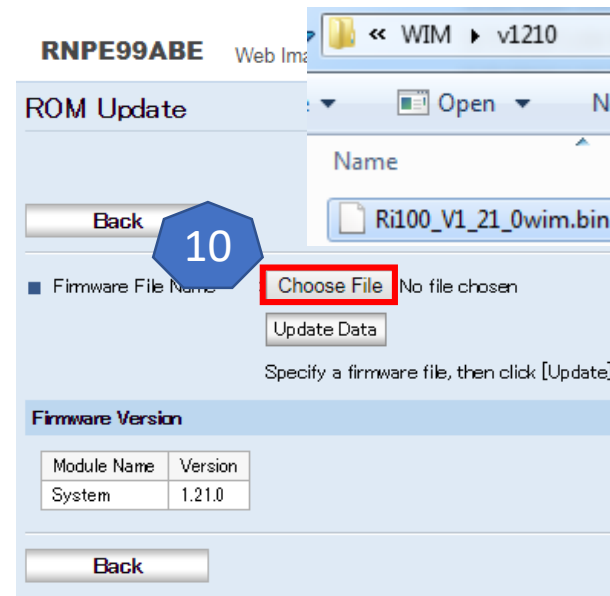 RNPE99ABE Web Ima
« WIM ▸ v1210
Open N
Name
Ri100_V1_21_0wim.bin
ROM Update
Back
10
Firmware File Name Choose File No file chosen
Update Data
Specify a firmware file, then click [Update]
Firmware Version
Module Name Version
System 1.21.0
Back